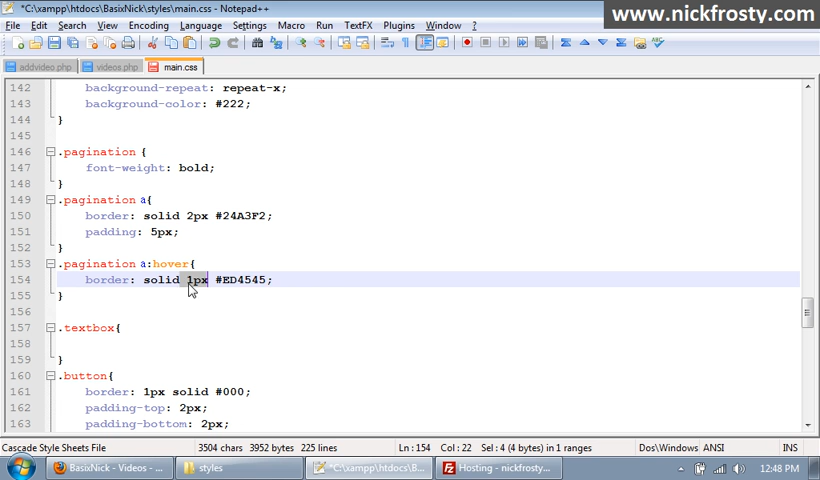 *C:\xampp\htdocs\BasixNick\styles\main.css - Notepad++
www.nickfrosty.com
File Edit Search View Encoding Language Settings Macro Run TextFX Plugins Window ?
addvideo.php videos.php main.css
142 background-repeat: repeat-x;
143 background-color: #222;
144 }
145
146 .pagination {
147 font-weight: bold;
148 }
149 .pagination a{
150 border: solid 2px #24A3F2;
151 padding: 5px;
152 }
153 .pagination a:hover{
154 border: solid 1px #ED4545;
155 }
156
157 .textbox{
158
159 }
160 .button{
161 border: 1px solid #000;
162 padding-top: 2px;
163 padding-bottom: 2px;
Cascade Style Sheets File 3504 chars 3952 bytes 225 lines Ln : 154 Col : 22 Sel : 4 (4 bytes) in 1 ranges Dos\Windows ANSI INS
BasixNick - Videos - ... styles *C:\xampp\htdocs\B... Hosting - nickfrosty... 12:48 PM